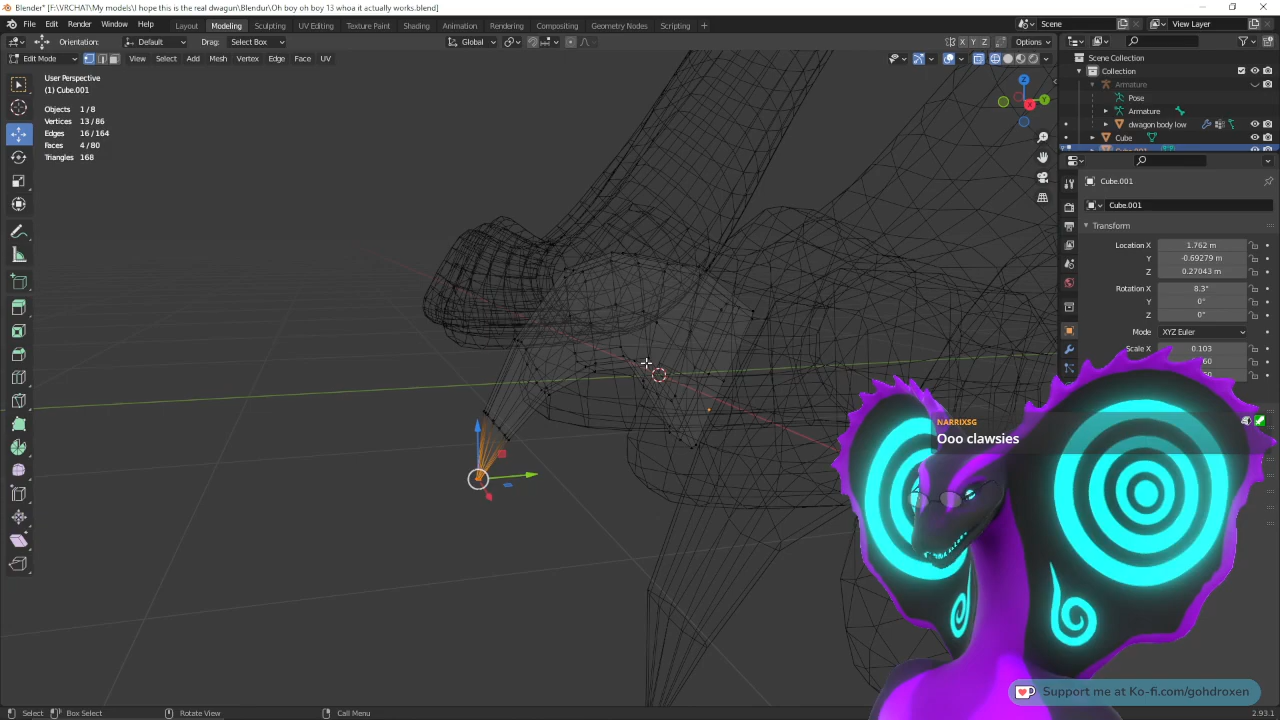 Blender* [F:\VRCHAT\My models\I hope this is the real dwagun\Blendur\Oh boy oh boy 13 whoa it actually works.blend]
File Edit Render Window Help Layout Modeling Sculpting UV Editing Texture Paint Shading Animation Rendering Compositing Geometry Nodes Scripting + Scene View Layer
Orientation: Default Drag: Select Box Global X Y Z Options
Edit Mode View Select Add Mesh Vertex Edge Face UV
User Perspective
(1) Cube.001
Objects 1/8
Vertices 13/86
Edges 16/164
Faces 4/80
Triangles 168
Z
Y
X
Scene Collection
Collection
Armature
Pose
Armature
dwagon body low
Cube
Cube.001
Cube.001
Transform
Location X 1.762 m
Y -0.69279 m
Z 0.27043 m
Rotation X 8.3°
Y 0°
Z 0°
Mode XYZ Euler
Scale X 0.103
NARRIXSG
Ooo clawsies
Support me at Ko-fi.com/gohdroxen
Select Box Select Rotate View Call Menu 2.93.1